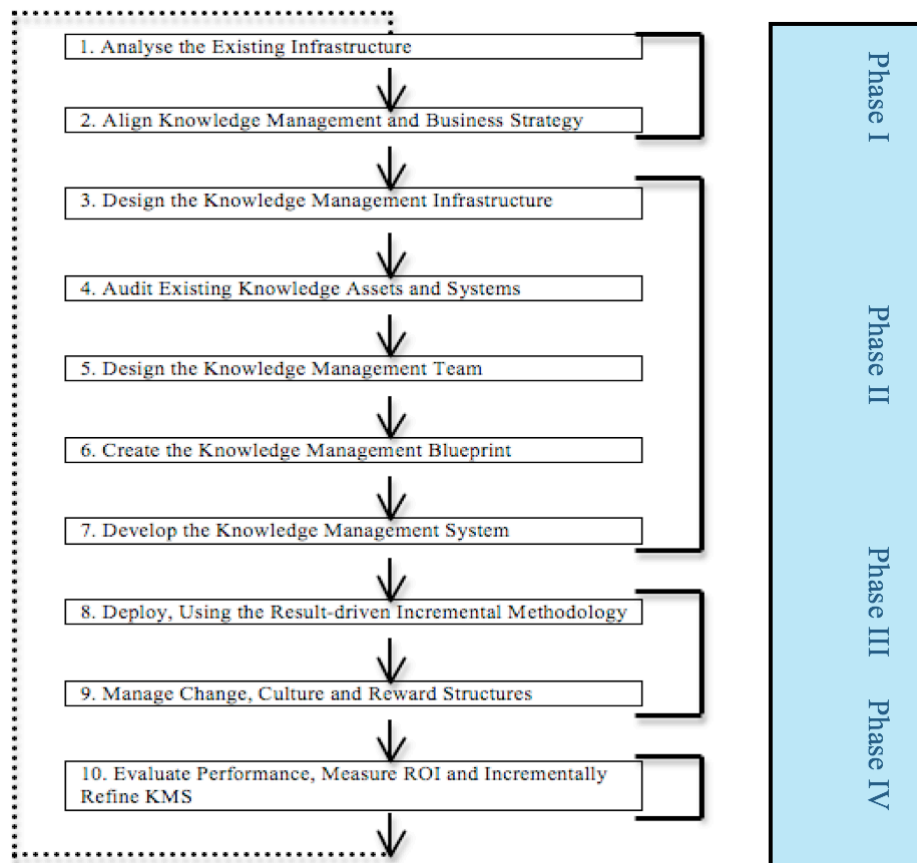 1. Analyse the Existing Infrastructure
2. Align Knowledge Management and Business Strategy
3. Design the Knowledge Management Infrastructure
4. Audit Existing Knowledge Assets and Systems
5. Design the Knowledge Management Team
6. Create the Knowledge Management Blueprint
7. Develop the Knowledge Management System
8. Deploy, Using the Result-driven Incremental Methodology
9. Manage Change, Culture and Reward Structures
10. Evaluate Performance, Measure ROI and Incrementally
Refine KMS
Phase I
Phase II
Phase III
Phase IV